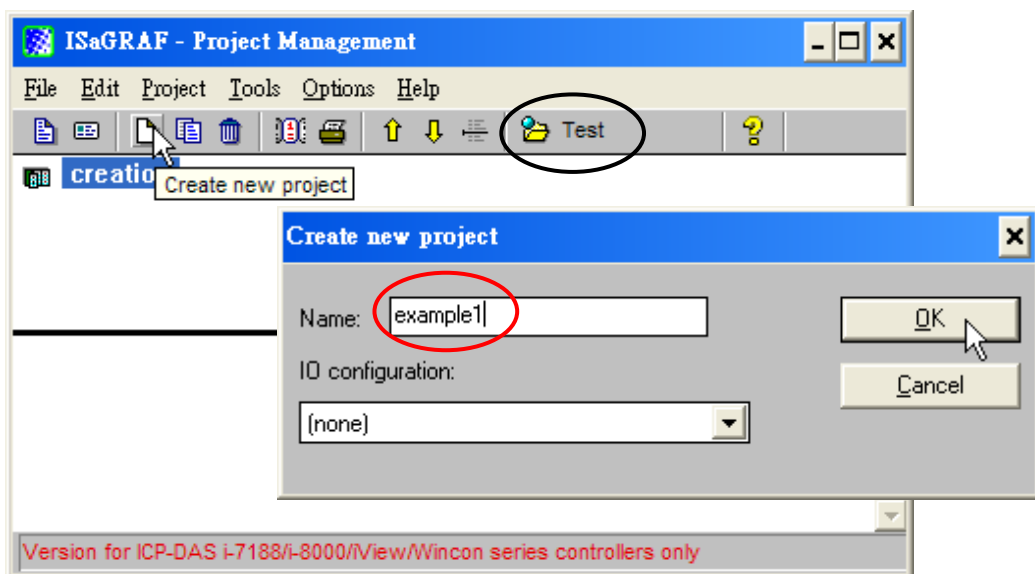 ISaGRAF - Project Management
File Edit Project Tools Options Help
Test
creatio
Create new project
Create new project
Name: example1
OK
IO configuration:
Cancel
(none)
Version for ICP-DAS i-7188/i-8000/iView/Wincon series controllers only